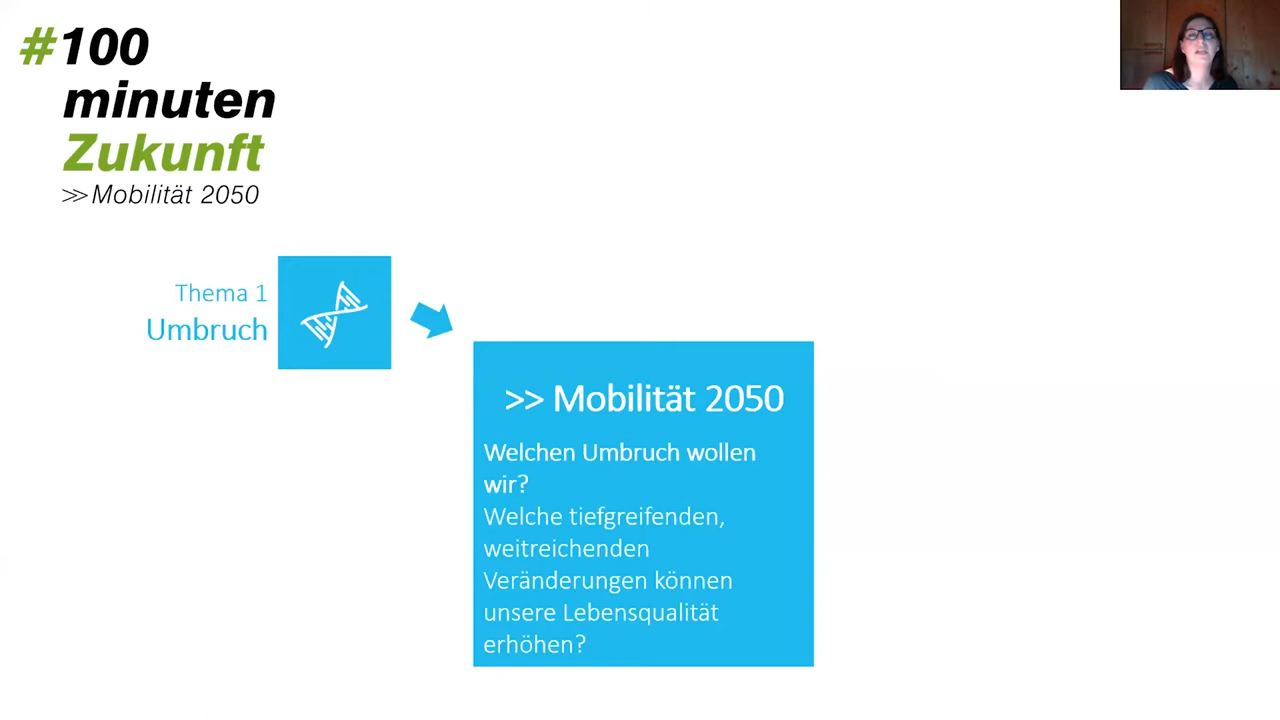 #100
minuten
Zukunft
>>Mobilität 2050
Thema 1
Umbruch
>> Mobilität 2050
Welchen Umbruch wollen
wir?
Welche tiefgreifenden,
weitreichenden
Veränderungen können
unsere Lebensqualität
erhöhen?